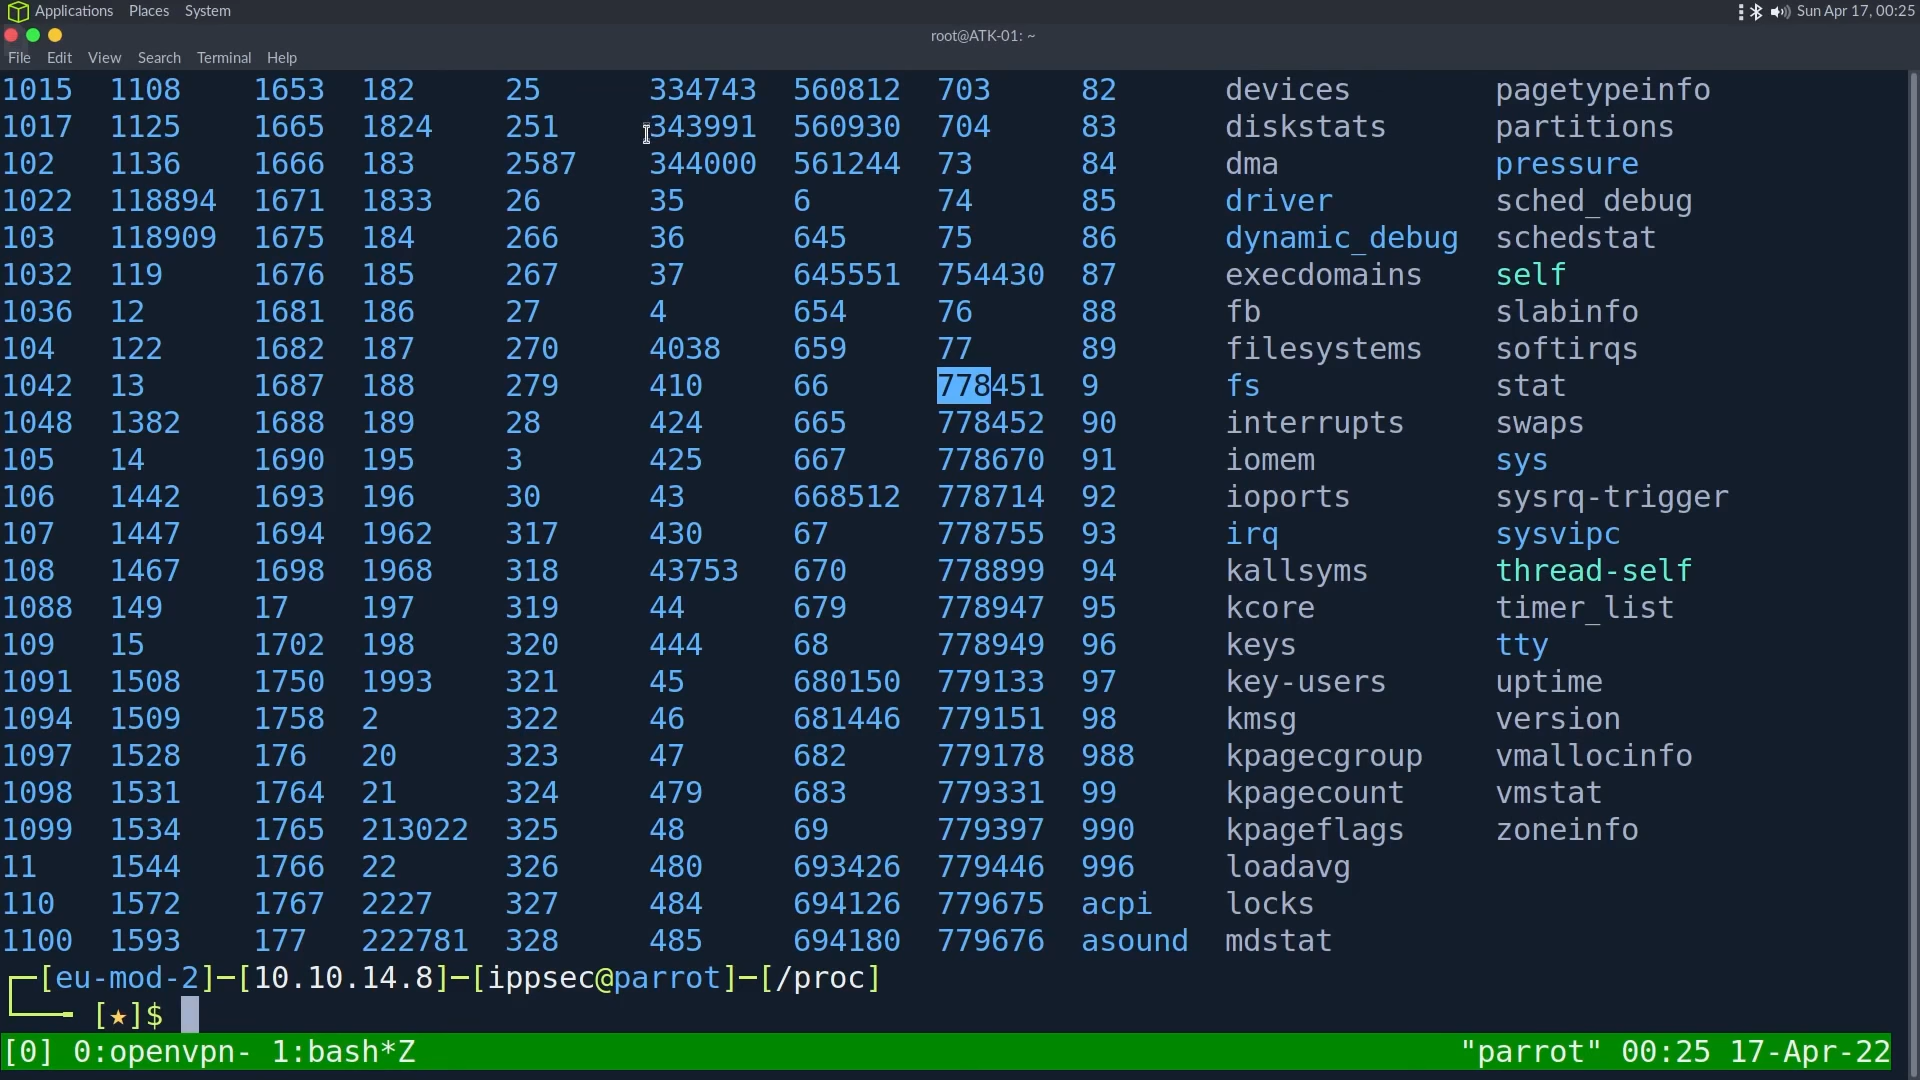 Applications Places System Sun Apr 17, 00:25
root@ATK-01: ~
File Edit View Search Terminal Help
1015 1108 1653 182 25 334743 560812 703 82 devices pagetypeinfo
1017 1125 1665 1824 251 343991 560930 704 83 diskstats partitions
102 1136 1666 183 2587 344000 561244 73 84 dma pressure
1022 118894 1671 1833 26 35 6 74 85 driver sched_debug
103 118909 1675 184 266 36 645 75 86 dynamic_debug schedstat
1032 119 1676 185 267 37 645551 754430 87 execdomains self
1036 12 1681 186 27 4 654 76 88 fb slabinfo
104 122 1682 187 270 4038 659 77 89 filesystems softirqs
1042 13 1687 188 279 410 66 778451 9 fs stat
1048 1382 1688 189 28 424 665 778452 90 interrupts swaps
105 14 1690 195 3 425 667 778670 91 iomem sys
106 1442 1693 196 30 43 668512 778714 92 ioports sysrq-trigger
107 1447 1694 1962 317 430 67 778755 93 irq sysvipc
108 1467 1698 1968 318 43753 670 778899 94 kallsyms thread-self
1088 149 17 197 319 44 679 778947 95 kcore timer_list
109 15 1702 198 320 444 68 778949 96 keys tty
1091 1508 1750 1993 321 45 680150 779133 97 key-users uptime
1094 1509 1758 2 322 46 681446 779151 98 kmsg version
1097 1528 176 20 323 47 682 779178 988 kpagecgroup vmallocinfo
1098 1531 1764 21 324 479 683 779331 99 kpagecount vmstat
1099 1534 1765 213022 325 48 69 779397 990 kpageflags zoneinfo
11 1544 1766 22 326 480 693426 779446 996 loadavg
110 1572 1767 2227 327 484 694126 779675 acpi locks
1100 1593 177 222781 328 485 694180 779676 asound mdstat
┌─[eu-mod-2]─[10.10.14.8]─[ippsec@parrot]─[/proc]
└──╼ [★]$
[0] 0:openvpn- 1:bash*Z "parrot" 00:25 17-Apr-22